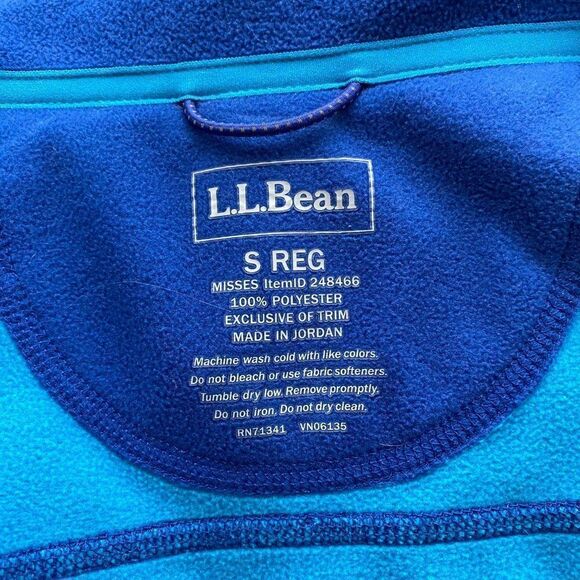 L.L.Bean
S REG
MISSES ItemID 248466
100% POLYESTER
EXCLUSIVE OF TRIM
MADE IN JORDAN
Machine wash cold with like colors.
Do not bleach or use fabric softeners.
Tumble dry low. Remove promptly.
Do not iron. Do not dry clean.
RN71341 VN06135